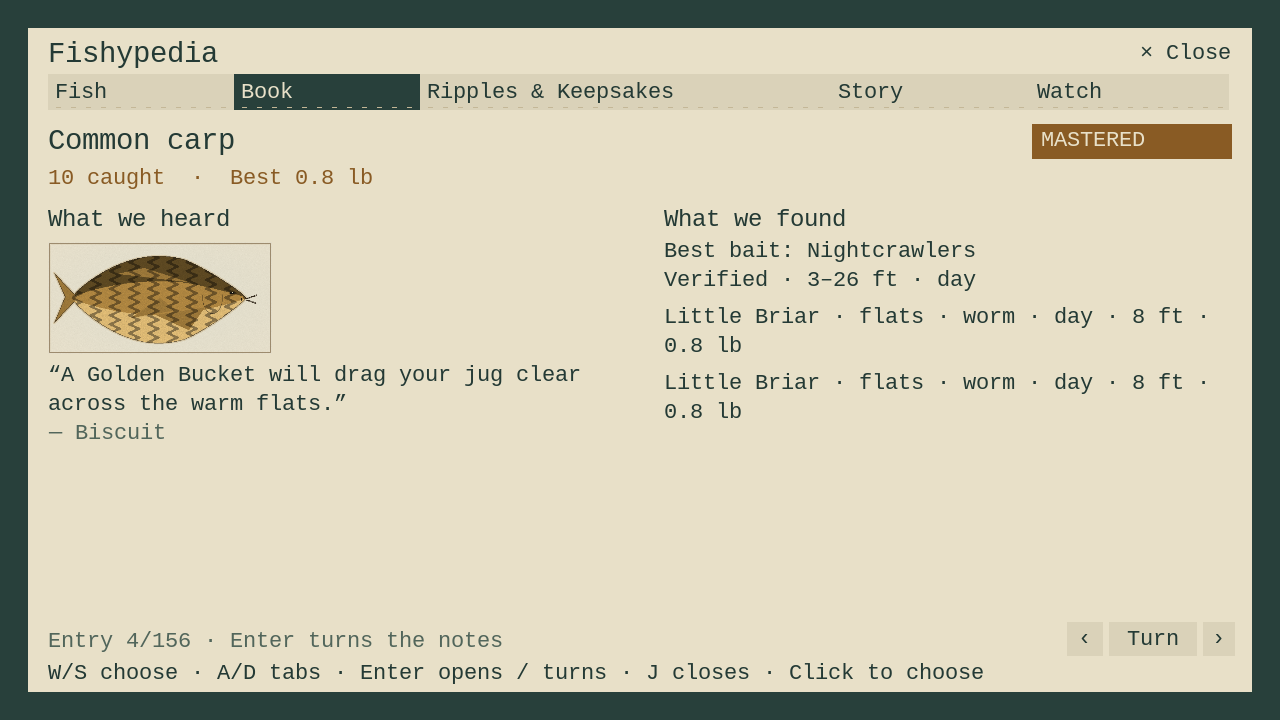 Fishypedia
× Close
Fish
Book
Ripples & Keepsakes
Story
Watch
Common carp
MASTERED
10 caught · Best 0.8 lb
What we heard
“A Golden Bucket will drag your jug clear
across the warm flats.”
— Biscuit
What we found
Best bait: Nightcrawlers
Verified · 3–26 ft · day
Little Briar · flats · worm · day · 8 ft ·
0.8 lb
Little Briar · flats · worm · day · 8 ft ·
0.8 lb
Entry 4/156 · Enter turns the notes
‹ Turn ›
W/S choose · A/D tabs · Enter opens / turns · J closes · Click to choose